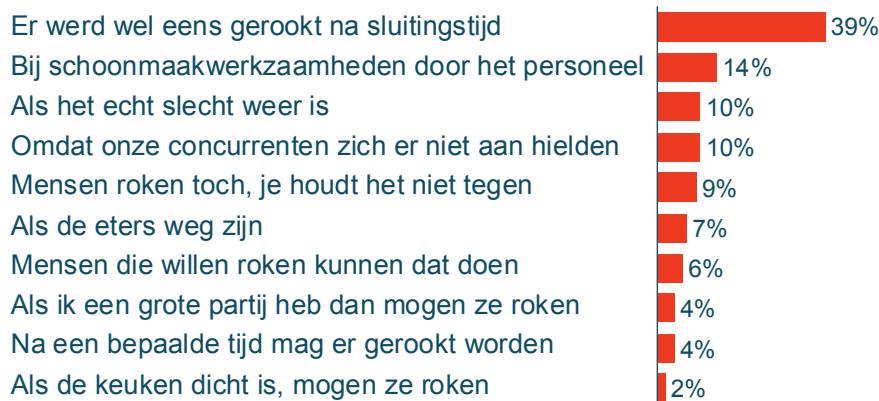 Er werd wel eens gerookt na sluitingstijd 39%
Bij schoonmaakwerkzaamheden door het personeel 14%
Als het echt slecht weer is 10%
Omdat onze concurrenten zich er niet aan hielden 10%
Mensen roken toch, je houdt het niet tegen 9%
Als de eters weg zijn 7%
Mensen die willen roken kunnen dat doen 6%
Als ik een grote partij heb dan mogen ze roken 4%
Na een bepaalde tijd mag er gerookt worden 4%
Als de keuken dicht is, mogen ze roken 2%